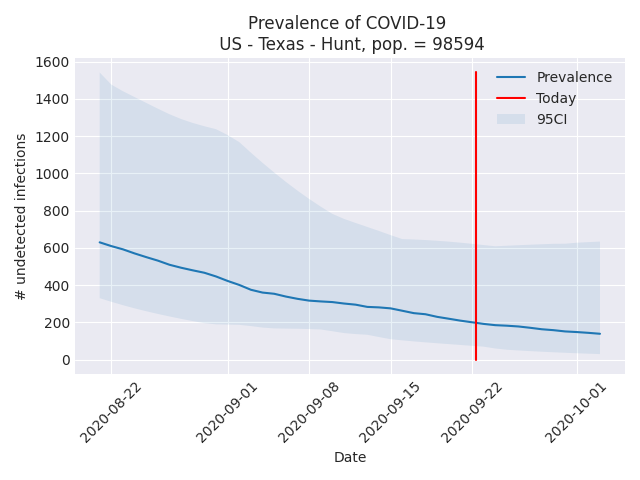 Prevalence of COVID-19
US - Texas - Hunt, pop. = 98594
Prevalence
Today
95CI
# undetected infections
1600
1400
1200
1000
800
600
400
200
0
2020-08-22
2020-09-01
2020-09-08
2020-09-15
2020-09-22
2020-10-01
Date